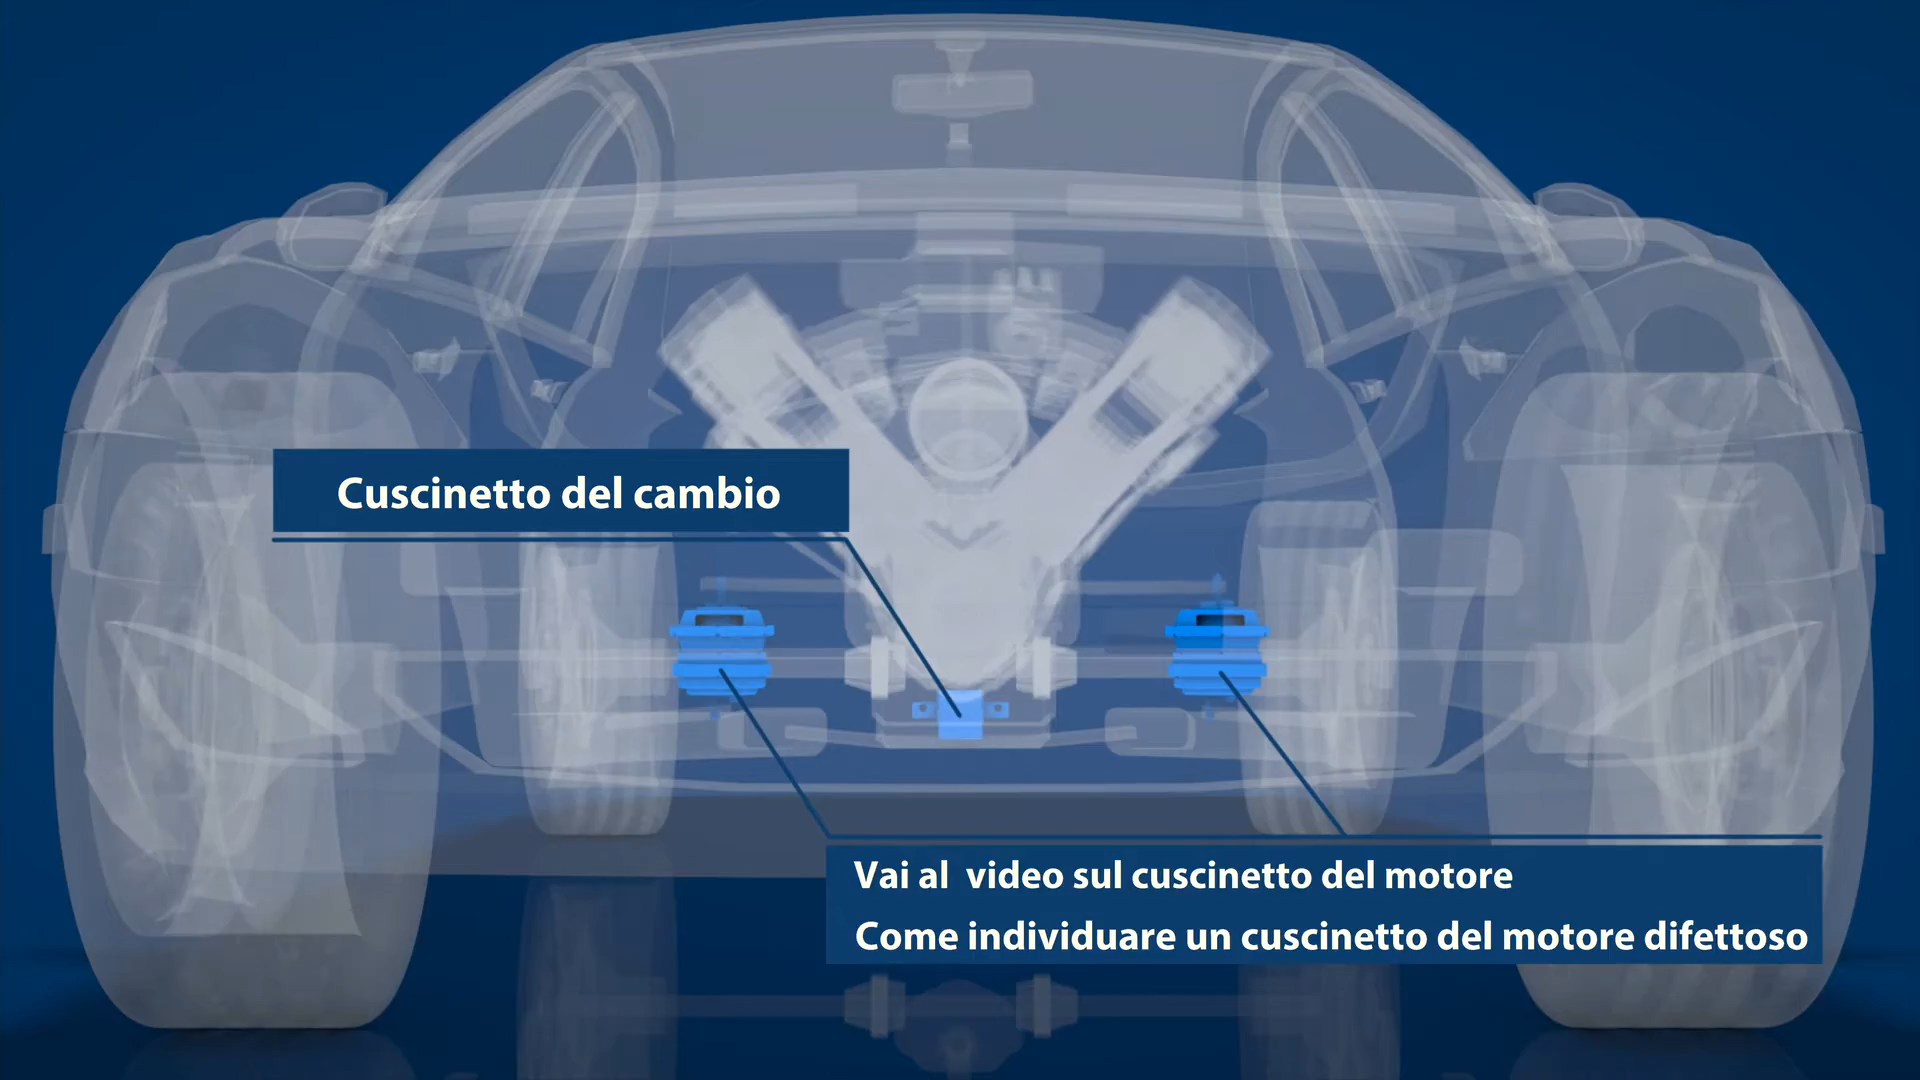 Cuscinetto del cambio
Vai al  video sul cuscinetto del motore
Come individuare un cuscinetto del motore difettoso